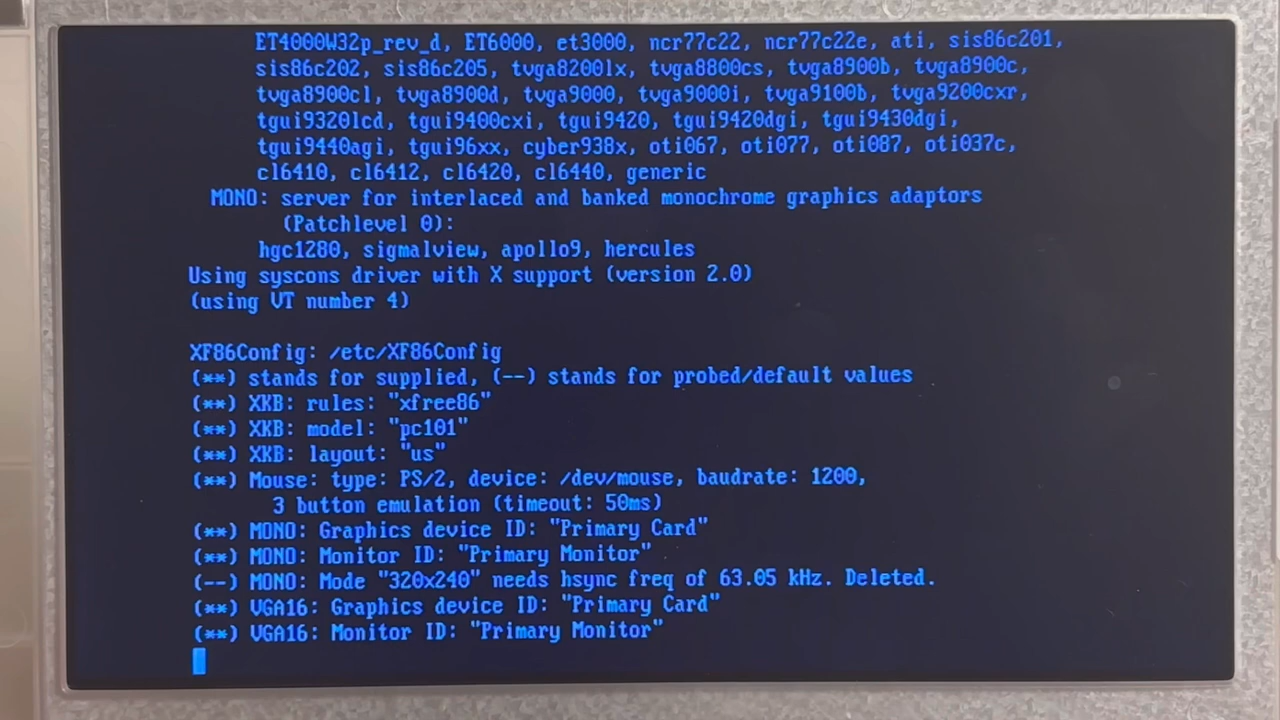 ET4000W32p_rev_d, ET6000, et3000, ncr77c22, ncr77c22e, ati, sis86c201,
sis86c202, sis86c205, tvga8200lx, tvga8800cs, tvga8900b, tvga8900c,
tvga8900cl, tvga8900d, tvga9000, tvga9000i, tvga9100b, tvga9200cxr,
tgui9320lcd, tgui9400cxi, tgui9420, tgui9420dgi, tgui9430dgi,
tgui9440agi, tgui96xx, cyber938x, oti067, oti077, oti087, oti037c,
cl6410, cl6412, cl6420, cl6440, generic
MONO: server for interlaced and banked monochrome graphics adaptors
(Patchlevel 0):
hgc1280, sigmalview, apollo9, hercules
Using syscons driver with X support (version 2.0)
(using VT number 4)
XF86Config: /etc/XF86Config
(**) stands for supplied, (--) stands for probed/default values
(**) XKB: rules: "xfree86"
(**) XKB: model: "pc101"
(**) XKB: layout: "us"
(**) Mouse: type: PS/2, device: /dev/mouse, baudrate: 1200,
3 button emulation (timeout: 50ms)
(**) MONO: Graphics device ID: "Primary Card"
(**) MONO: Monitor ID: "Primary Monitor"
(--) MONO: Mode "320x240" needs hsync freq of 63.05 kHz. Deleted.
(**) VGA16: Graphics device ID: "Primary Card"
(**) VGA16: Monitor ID: "Primary Monitor"